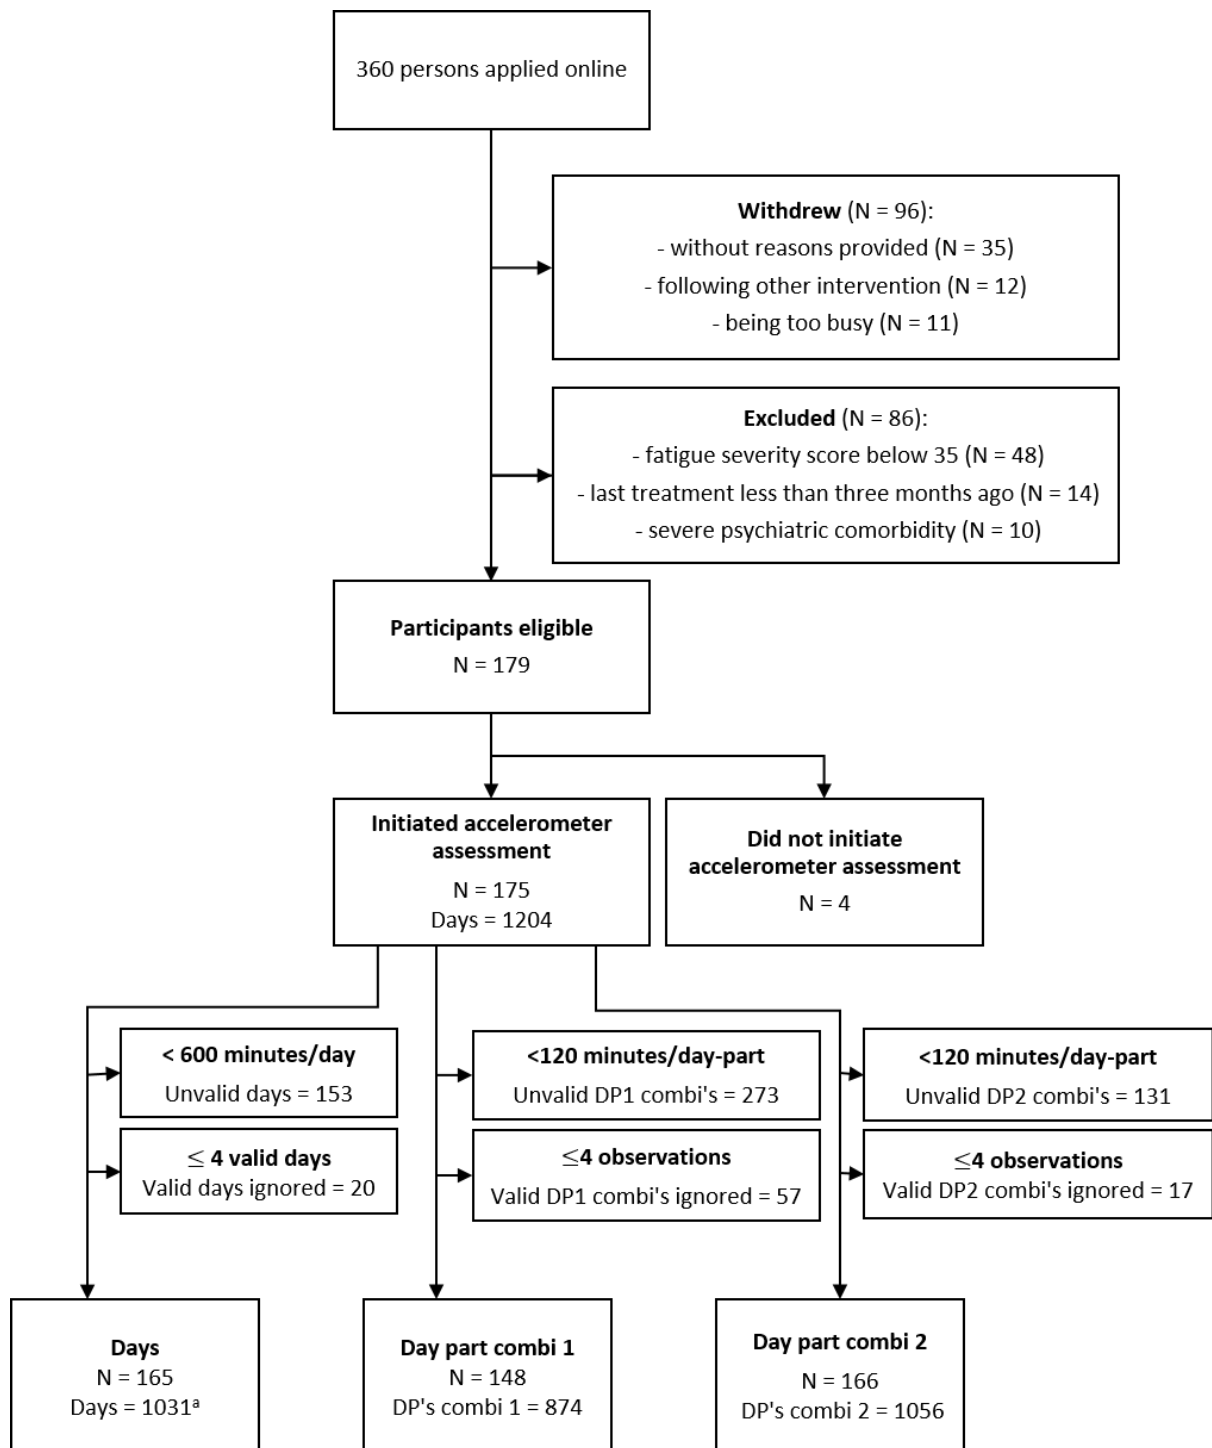 360 persons applied online
Withdrew (N = 96):
- without reasons provided (N = 35)
- following other intervention (N = 12)
- being too busy (N = 11)
Excluded (N = 86):
- fatigue severity score below 35 (N = 48)
- last treatment less than three months ago (N = 14)
- severe psychiatric comorbidity (N = 10)
Participants eligible
N = 179
Initiated accelerometer
assessment
N = 175
Days = 1204
Did not initiate
accelerometer assessment
N = 4
< 600 minutes/day
Unvalid days = 153
≤ 4 valid days
Valid days ignored = 20
<120 minutes/day-part
Unvalid DP1 combi's = 273
≤4 observations
Valid DP1 combi's ignored = 57
<120 minutes/day-part
Unvalid DP2 combi's = 131
≤4 observations
Valid DP2 combi's ignored = 17
Days
N = 165
Days = 1031ᵃ
Day part combi 1
N = 148
DP's combi 1 = 874
Day part combi 2
N = 166
DP's combi 2 = 1056